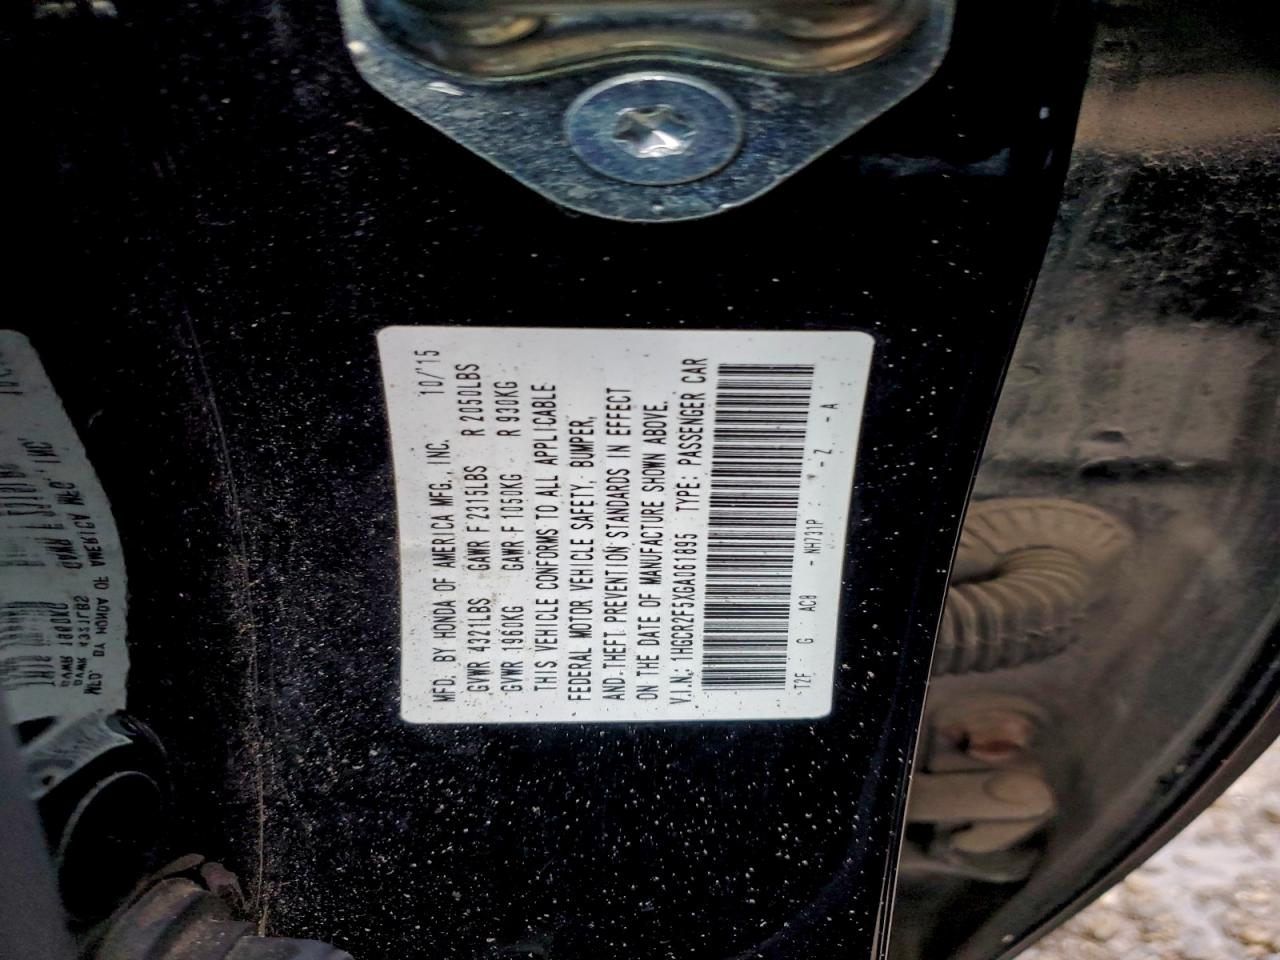 MFD. BY HONDA OF AMERICA MFG., INC. 10/'15
GVWR 4321LBS GAWR F 2315LBS R 2050LBS
GVWR 1960KG GAWR F 1050KG R 930KG
THIS VEHICLE CONFORMS TO ALL APPLICABLE
FEDERAL MOTOR VEHICLE SAFETY, BUMPER,
AND THEFT PREVENTION STANDARDS IN EFFECT
ON THE DATE OF MANUFACTURE SHOWN ABOVE.
V.I.N.: 1HGCR2F5XGA061895 TYPE: PASSENGER CAR
T2F - G AC8 - NH731P - Z - A